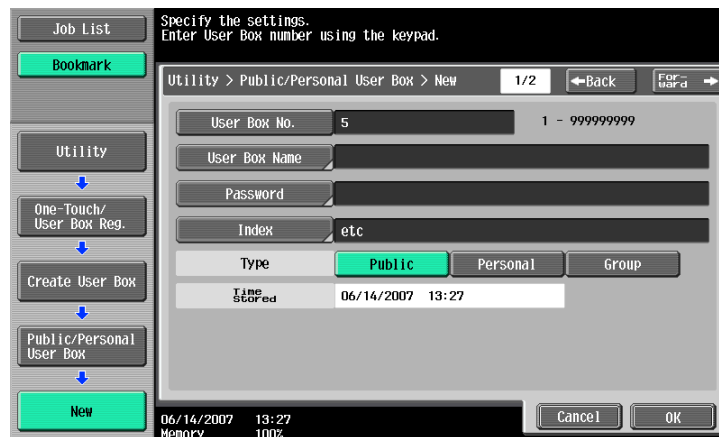 Job List
Bookmark
Specify the settings.
Enter User Box number using the keypad.
Utility > Public/Personal User Box > New
1/2
←Back
For-
ward →
User Box No.
5
1 - 999999999
User Box Name
Password
Index
etc
Type
Public
Personal
Group
Time
Stored
06/14/2007 13:27
Utility
One-Touch/
User Box Reg.
Create User Box
Public/Personal
User Box
New
Cancel
OK
06/14/2007 13:27
Memory 100%